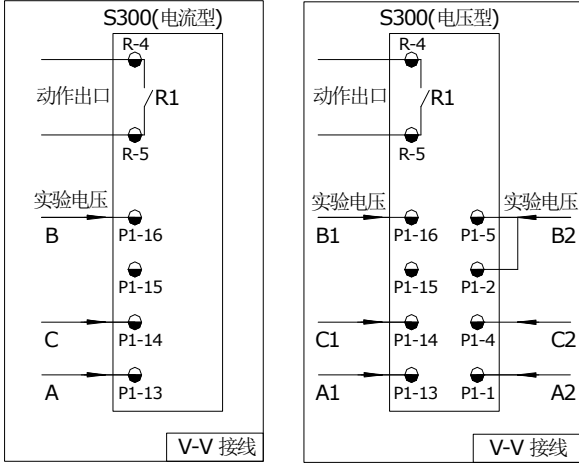 S300(电流型)
R-4
动作出口
R1
R-5
实验电压
B
P1-16
P1-15
C
P1-14
A
P1-13
V-V 接线
S300(电压型)
R-4
动作出口
R1
R-5
实验电压 实验电压
B1 P1-16 P1-5 B2
P1-15 P1-2
C1 P1-14 P1-4 C2
A1 P1-13 P1-1 A2
V-V 接线